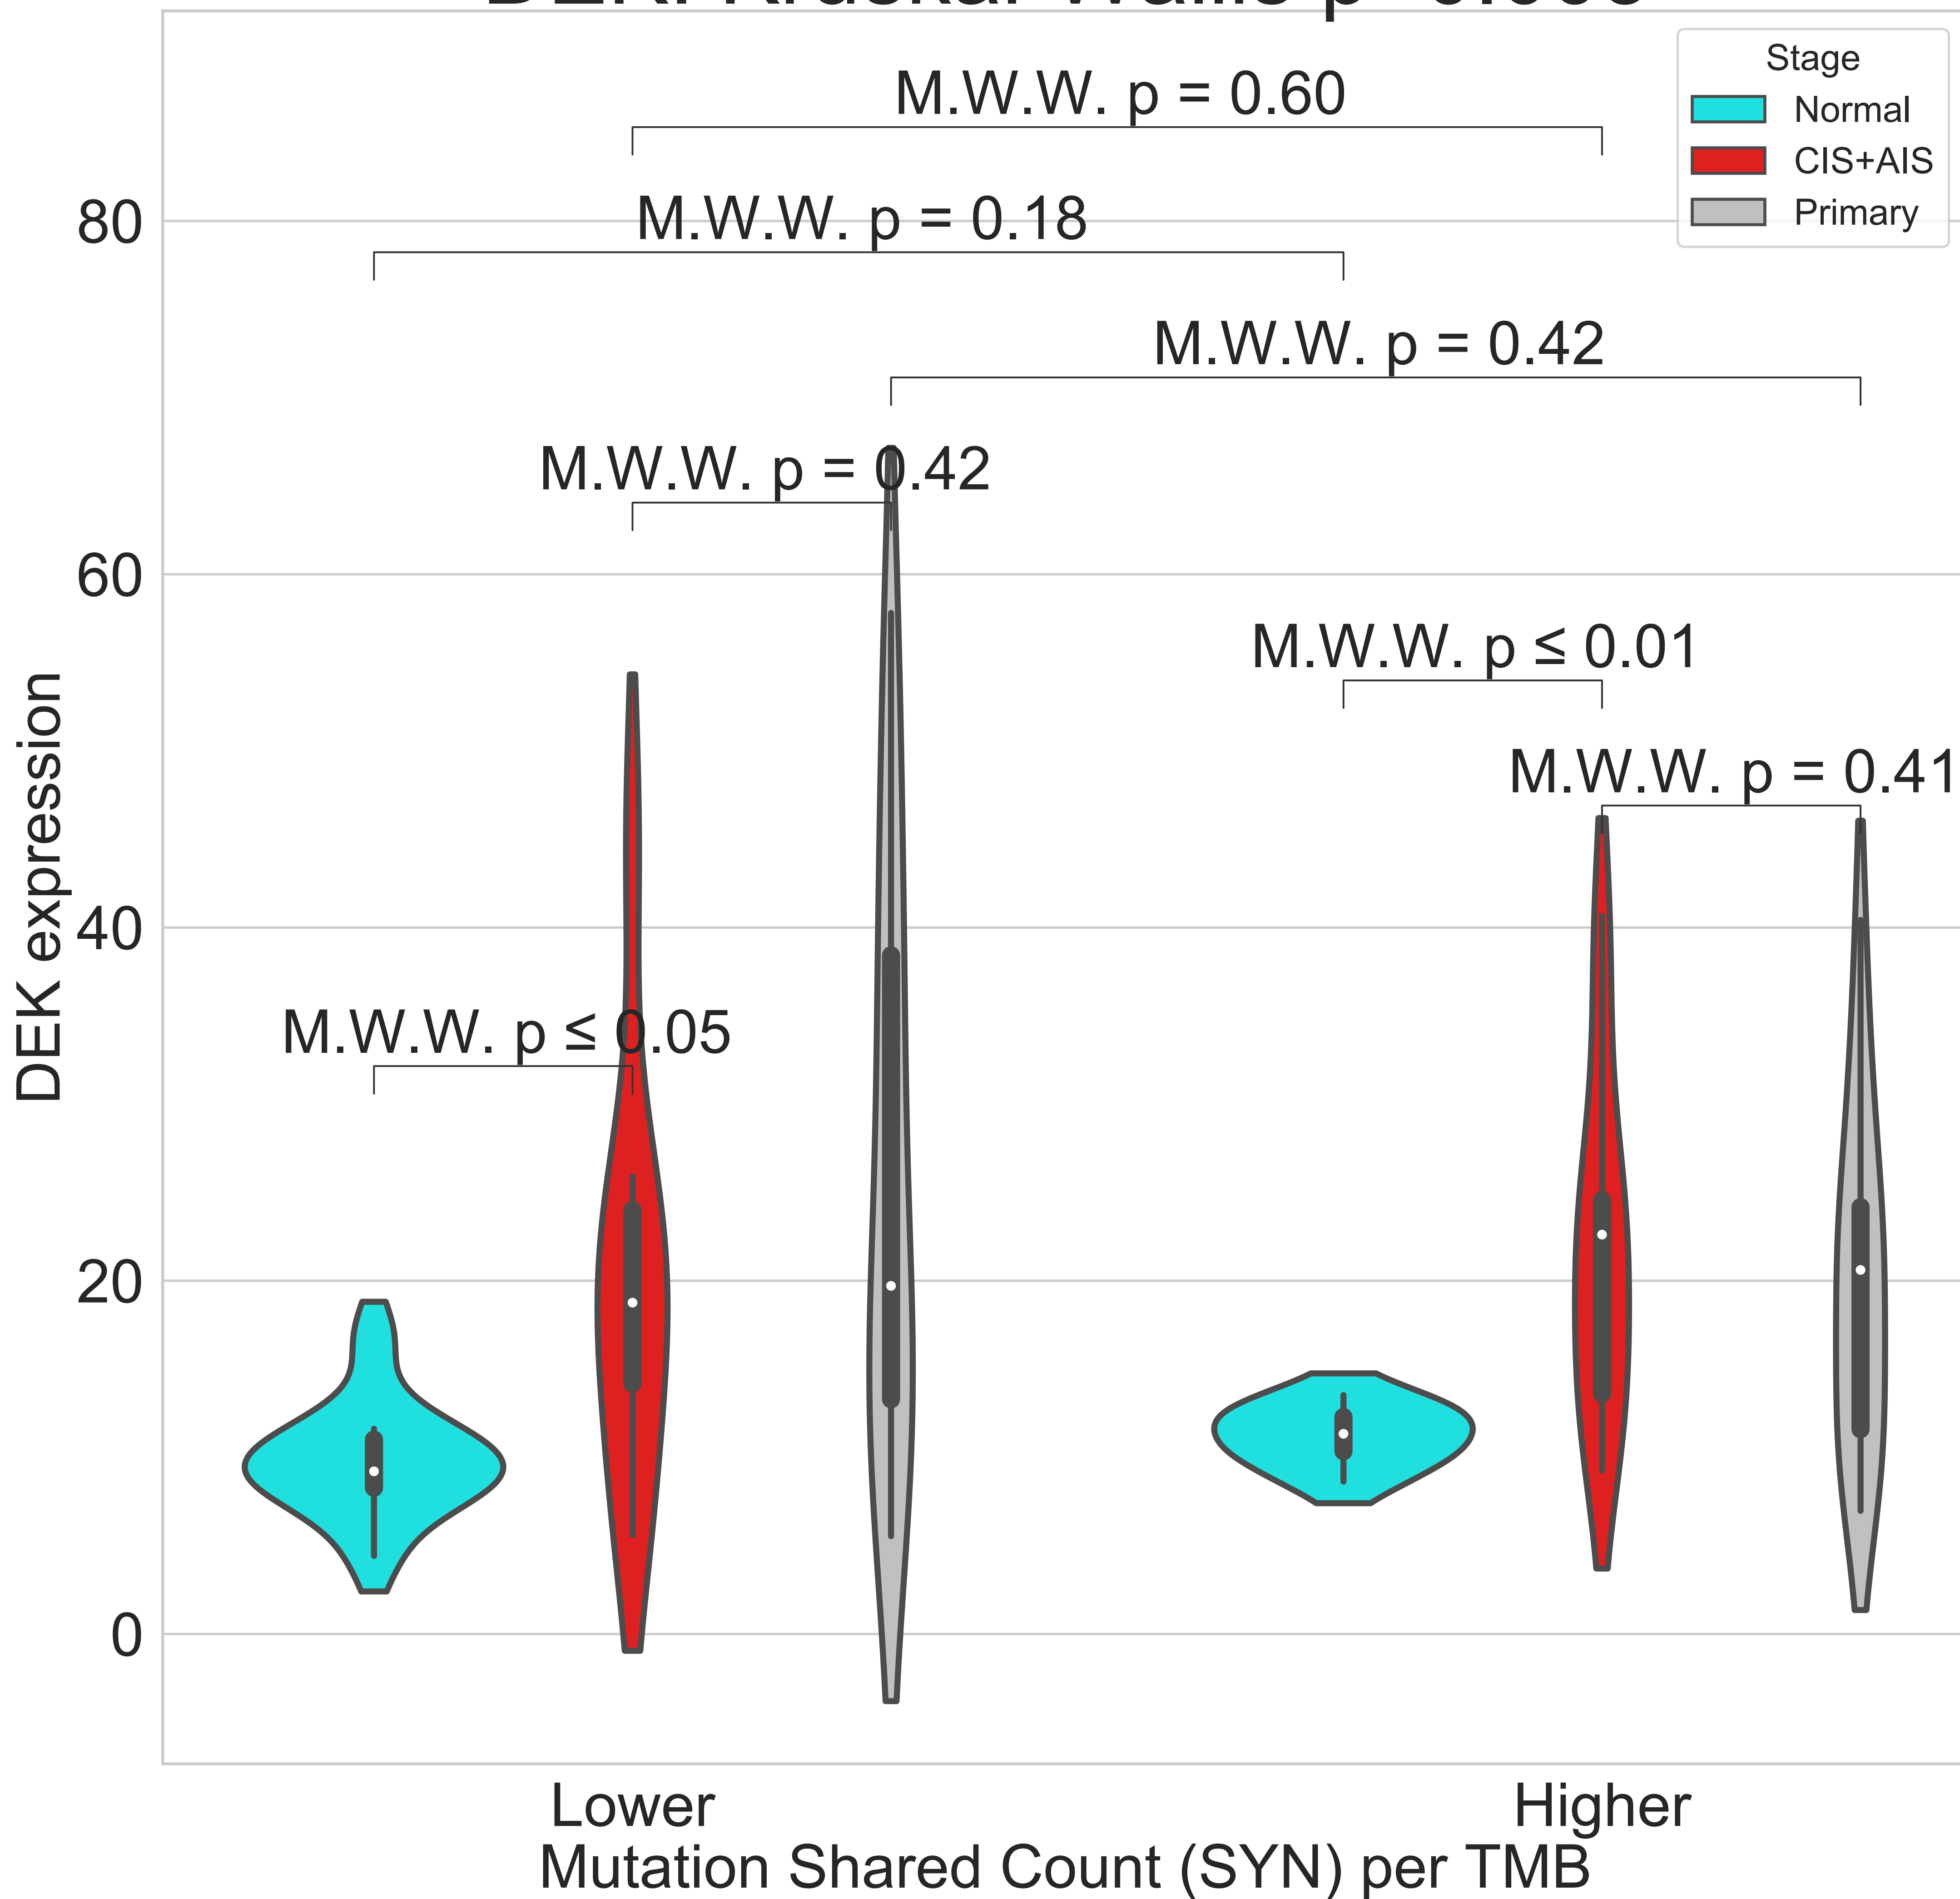 Stage
Normal
CIS+AIS
Primary
M.W.W. p = 0.60
M.W.W. p = 0.18
M.W.W. p = 0.42
M.W.W. p = 0.42
M.W.W. p ≤ 0.01
M.W.W. p = 0.41
M.W.W. p ≤ 0.05
80
60
40
20
0
DEK expression
Lower
Higher
Mutation Shared Count (SYN) per TMB